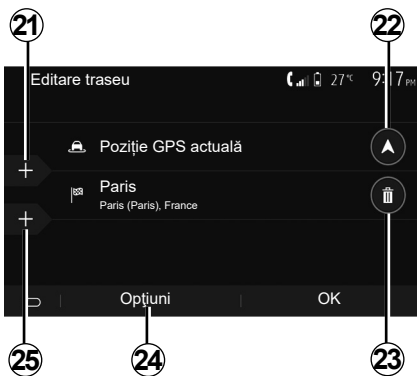 21
22
Editare traseu 27°C 9:17 PM
Poziție GPS actuală
+
Paris
Paris (Paris), France
+
Opţiuni OK
25
24
23